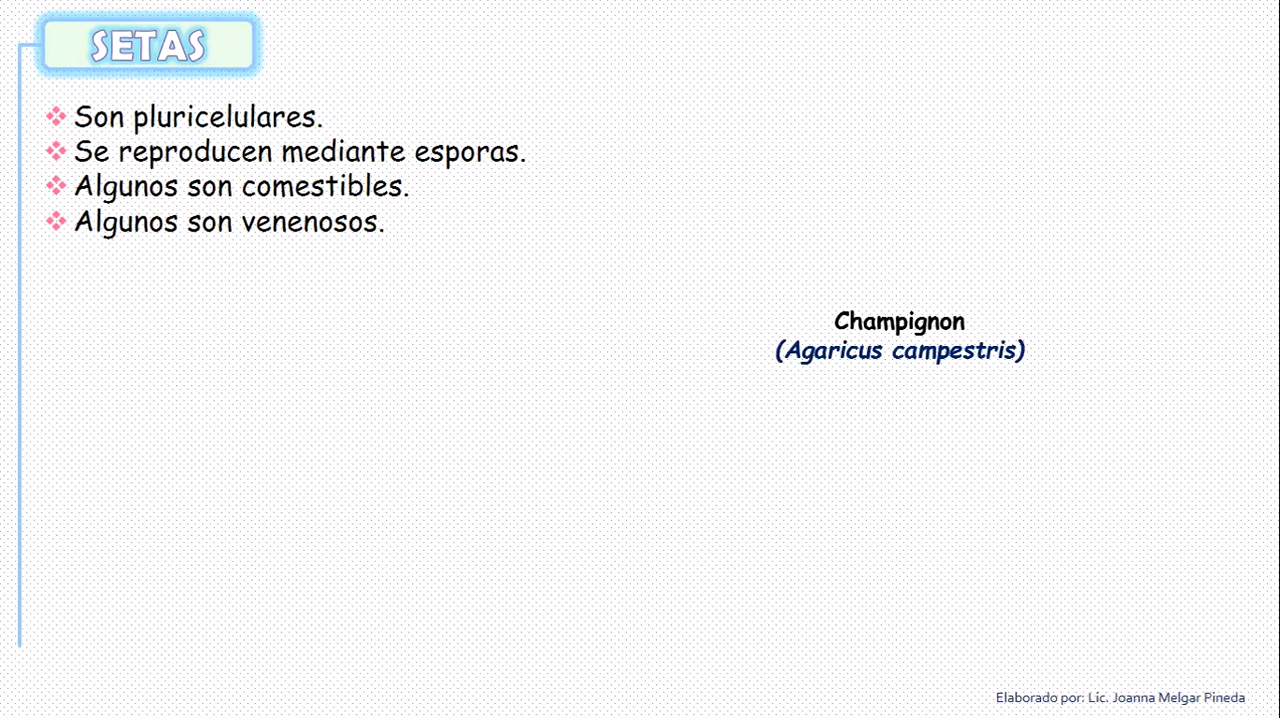 SETAS
Son pluricelulares.
Se reproducen mediante esporas.
Algunos son comestibles.
Algunos son venenosos.
Champignon
(Agaricus campestris)
Elaborado por: Lic. Joanna Melgar Pineda